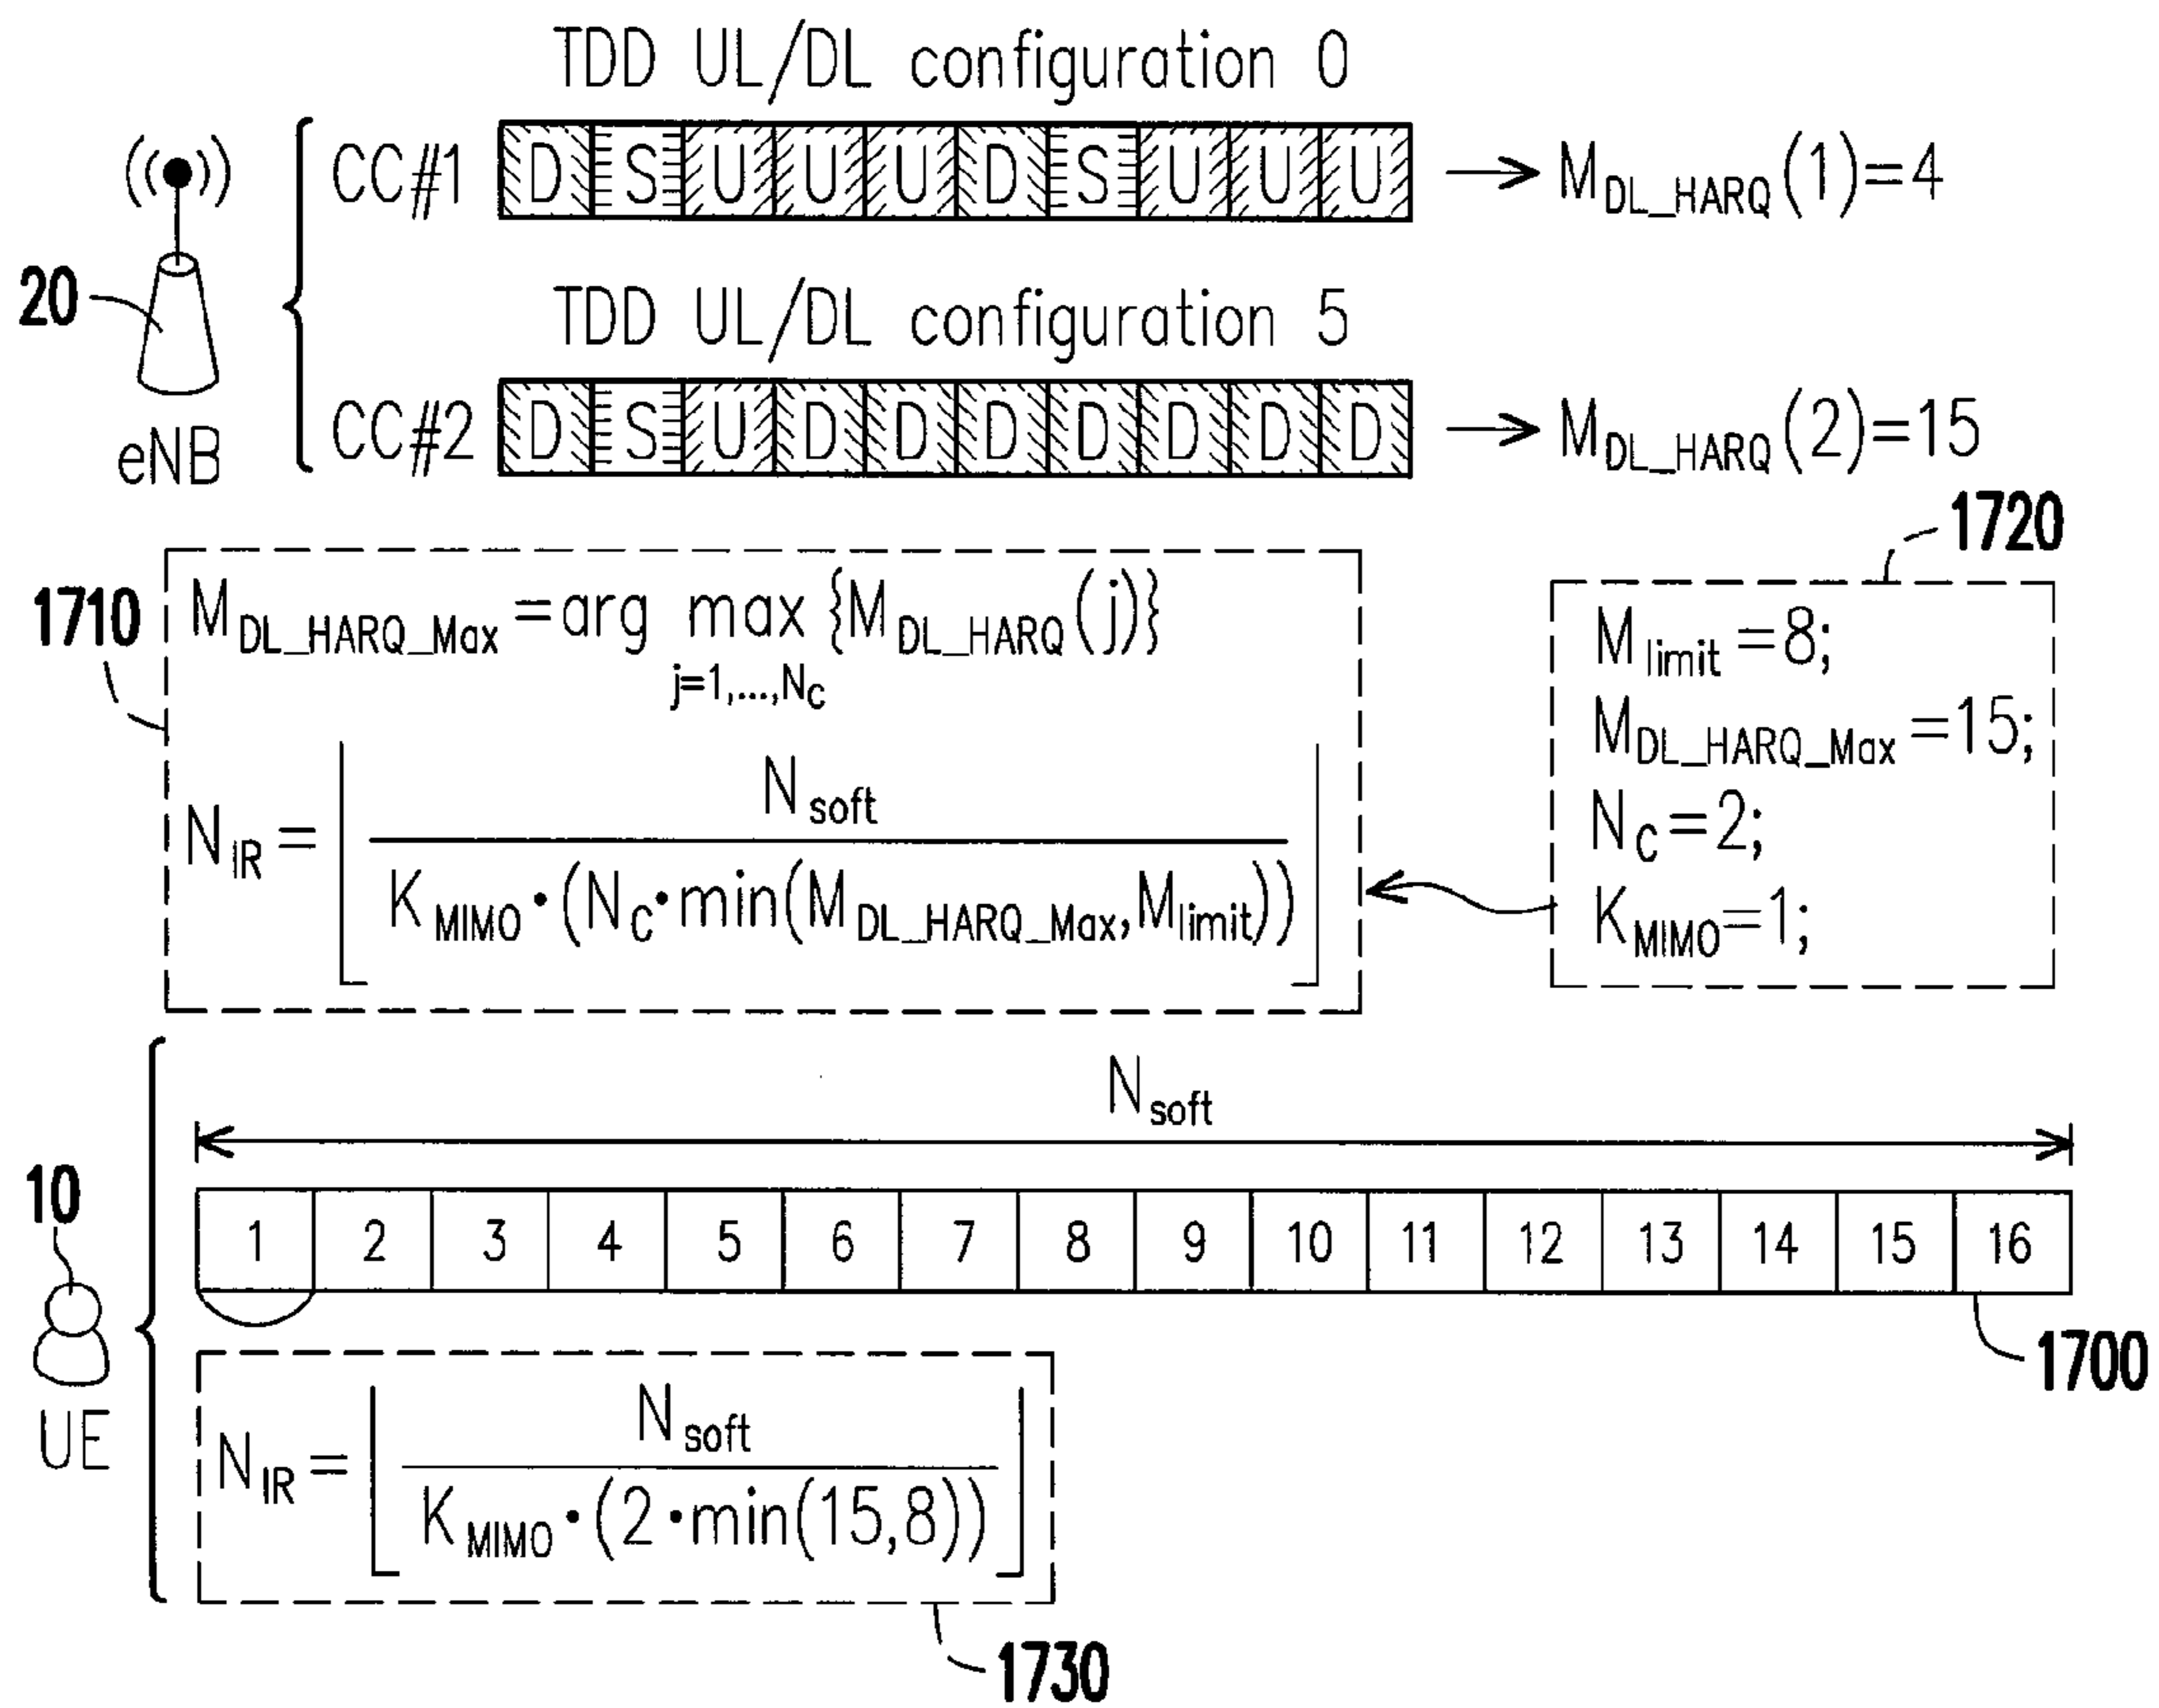 TDD UL/DL configuration 0
CC#1 D S U U U D S U U U M_DL_HARQ(1)=4
20
TDD UL/DL configuration 5
CC#2 D S U D D D D D D D M_DL_HARQ(2)=15
eNB
1720
1710
M_DL_HARQ_Max =arg max {M_DL_HARQ(j)}
j=1,...,N_C
N_IR = ⌊ N_soft / K_MIMO•(N_C•min(M_DL_HARQ_Max,M_limit)) ⌋
M_limit =8;
M_DL_HARQ_Max =15;
N_C=2;
K_MIMO=1;
N_soft
10
1 2 3 4 5 6 7 8 9 10 11 12 13 14 15 16
1700
UE
N_IR = ⌊ N_soft / K_MIMO•(2•min(15,8)) ⌋
1730